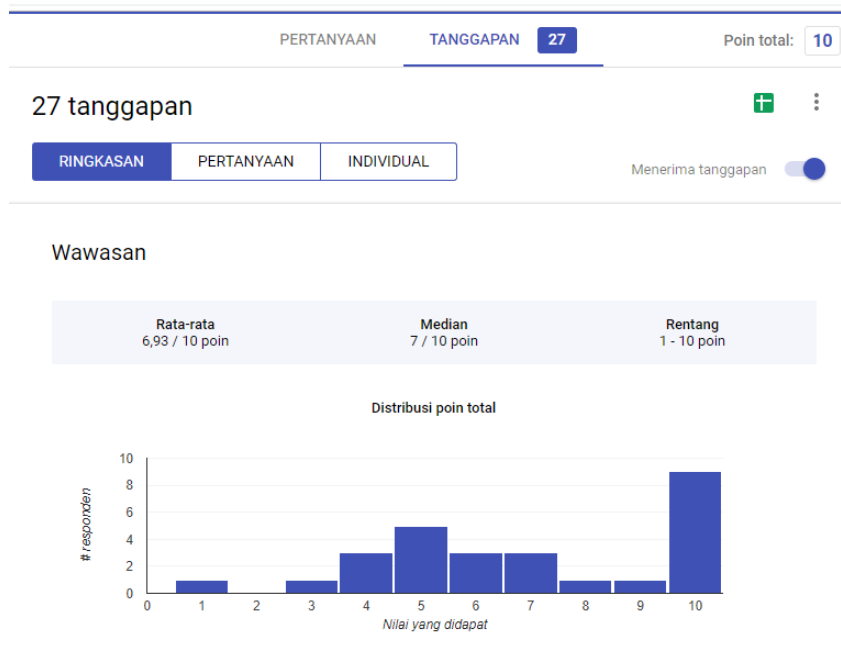 PERTANYAAN TANGGAPAN 27 Poin total: 10
27 tanggapan
RINGKASAN PERTANYAAN INDIVIDUAL Menerima tanggapan
Wawasan
Rata-rata Median Rentang
6,93 / 10 poin 7 / 10 poin 1 - 10 poin
Distribusi poin total
# responden
10
8
6
4
2
0
0 1 2 3 4 5 6 7 8 9 10
Nilai yang didapat